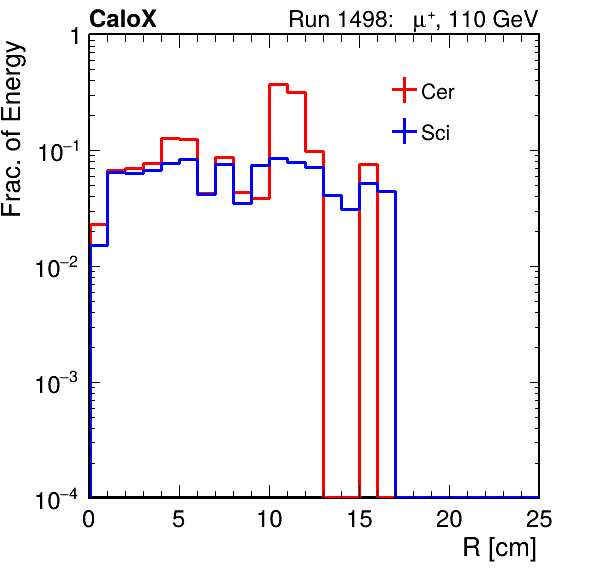 CaloX Run 1498: μ⁺, 110 GeV
Frac. of Energy
1
10⁻¹
10⁻²
10⁻³
10⁻⁴
Cer
Sci
0 5 10 15 20 25
R [cm]